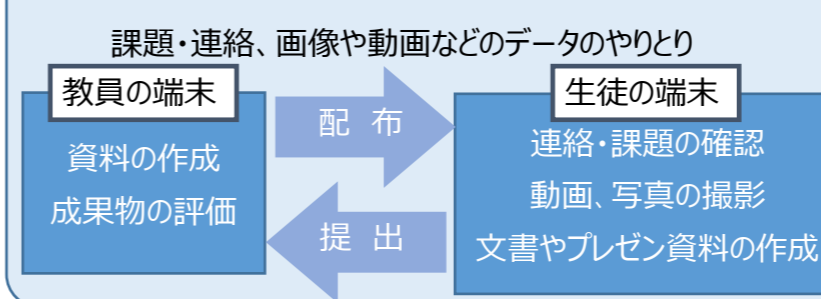 課題・連絡、画像や動画などのデータのやりとり
教員の端末
資料の作成
成果物の評価
配 布
提 出
生徒の端末
連絡・課題の確認
動画、写真の撮影
文書やプレゼン資料の作成